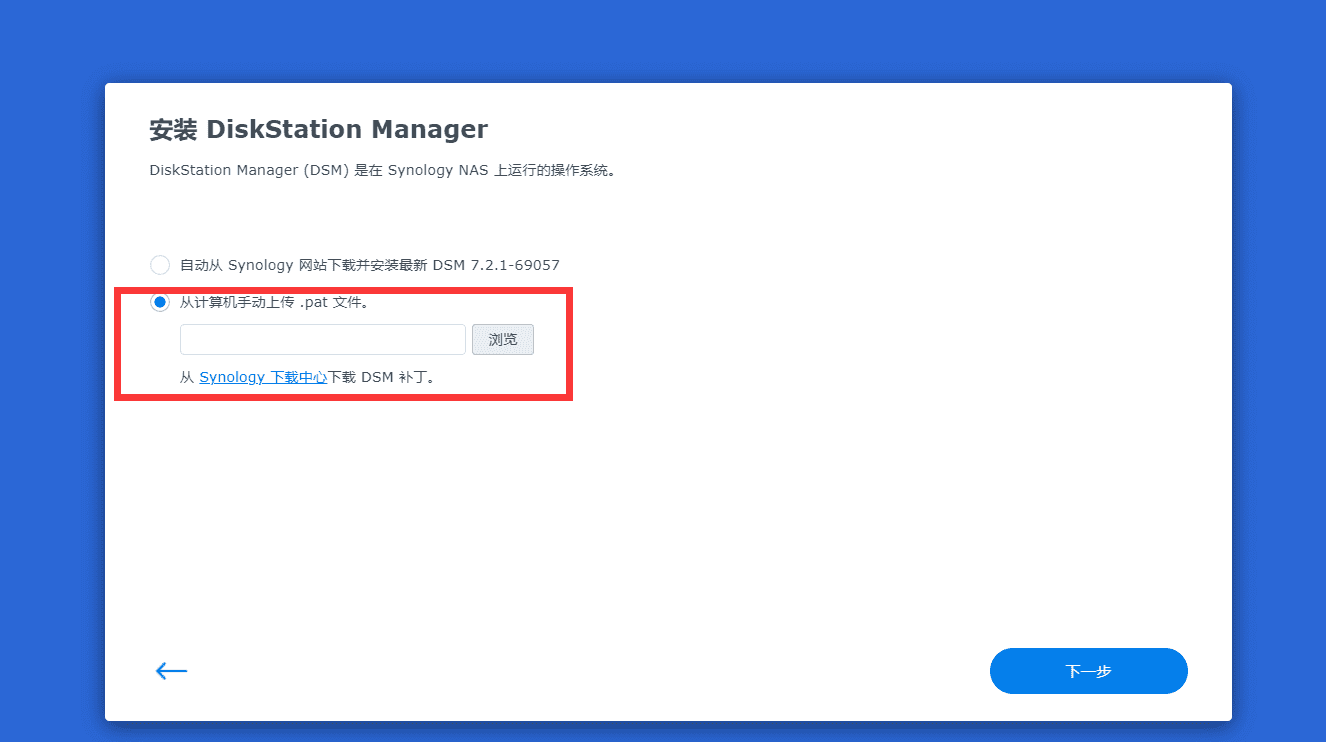 安装 DiskStation Manager
DiskStation Manager (DSM) 是在 Synology NAS 上运行的操作系统。
自动从 Synology 网站下载并安装最新 DSM 7.2.1-69057
从计算机手动上传 .pat 文件。
浏览
从 Synology 下载中心下载 DSM 补丁。
下一步